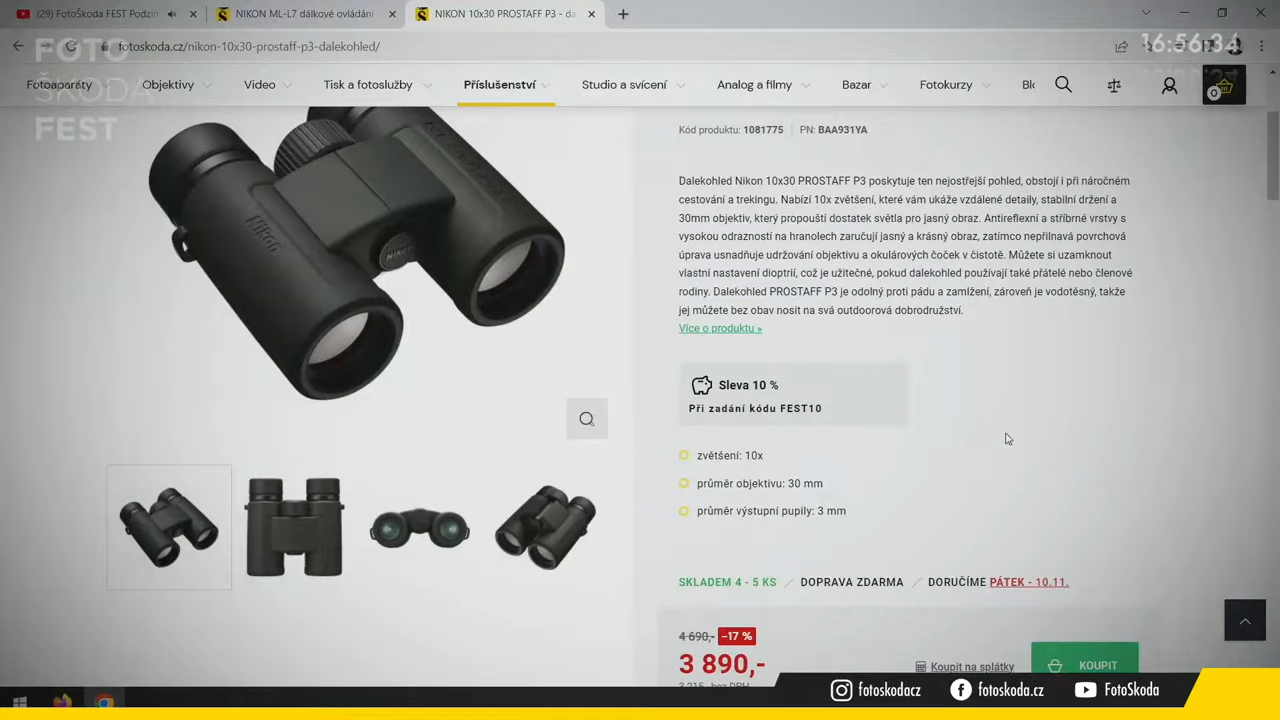 (29) FotoŠkoda FEST Podzim
NIKON ML-L7 dálkové ovládání
NIKON 10x30 PROSTAFF P3 - da
fotoskoda.cz/nikon-10x30-prostaff-p3-dalekohled/
16:56:34
FOTO
ŠKODA
FEST
Fotoaparáty
Objektivy
Video
Tisk a fotoslužby
Příslušenství
Studio a svícení
Analog a filmy
Bazar
Fotokurzy
Blo
0
Kód produktu: 1081775
PN: BAA931YA
Dalekohled Nikon 10x30 PROSTAFF P3 poskytuje ten nejostřejší pohled, obstojí i při náročném
cestování a trekingu. Nabízí 10x zvětšení, které vám ukáže vzdálené detaily, stabilní držení a
30mm objektiv, který propouští dostatek světla pro jasný obraz. Antireflexní a stříbrné vrstvy s
vysokou odrazností na hranolech zaručují jasný a krásný obraz, zatímco nepřilnavá povrchová
úprava usnadňuje udržování objektivu a okulárových čoček v čistotě. Můžete si uzamknout
vlastní nastavení dioptrií, což je užitečné, pokud dalekohled používají také přátelé nebo členové
rodiny. Dalekohled PROSTAFF P3 je odolný proti pádu a zamlžení, zároveň je vodotěsný, takže
jej můžete bez obav nosit na svá outdoorová dobrodružství.
Více o produktu »
Nikon
Nikon
Sleva 10 %
Při zadání kódu FEST10
zvětšení: 10x
průměr objektivu: 30 mm
průměr výstupní pupily: 3 mm
SKLADEM 4 - 5 KS
DOPRAVA ZDARMA
DORUČÍME PÁTEK - 10.11.
4 690,- -17 %
3 890,-
Koupit na splátky
KOUPIT
3 215,- bez DPH
fotoskodacz
fotoskoda.cz
FotoSkoda